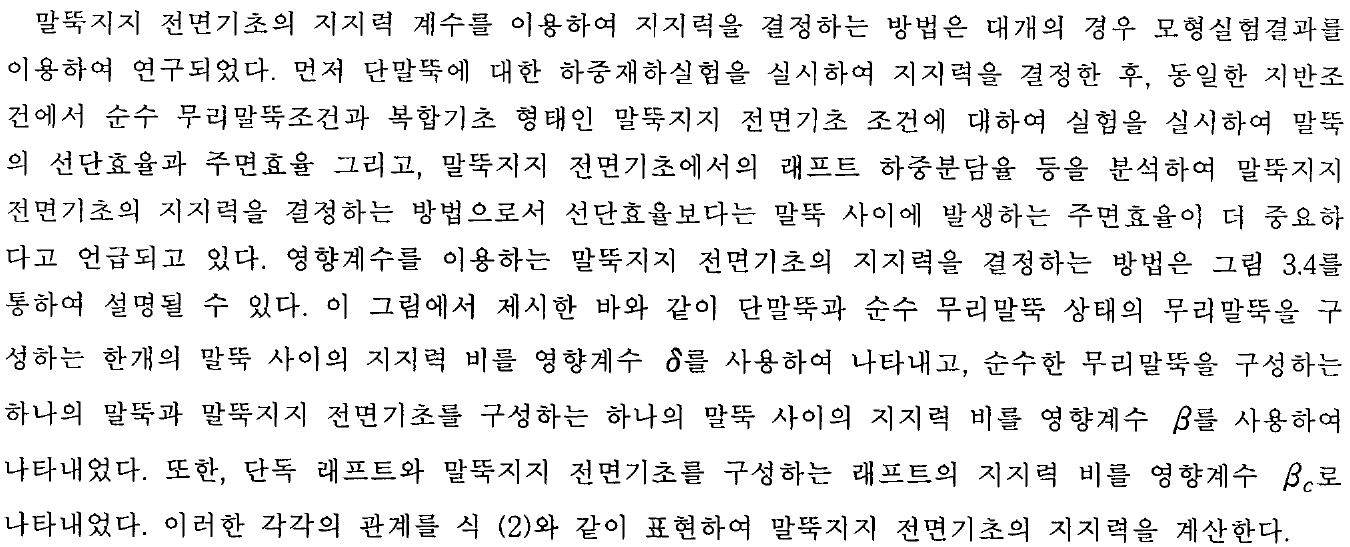 말뚝지지 전면기초의 지지력 계수를 이용하여 지지력을 결정하는 방법은 대개의 경우 모형실험결과를
이용하여 연구되었다. 먼저 단말뚝에 대한 하중재하실험을 실시하여 지지력을 결정한 후, 동일한 지반조
건에서 순수 무리말뚝조건과 복합기초 형태인 말뚝지지 전면기초 조건에 대하여 실험을 실시하여 말뚝
의 선단효율과 주면효율 그리고, 말뚝지지 전면기초에서의 래프트 하중분담율 등을 분석하여 말뚝지지
전면기초의 지지력을 결정하는 방법으로서 선단효율보다는 말뚝 사이에 발생하는 주면효율이 더 중요하
다고 언급되고 있다. 영향계수를 이용하는 말뚝지지 전면기초의 지지력을 결정하는 방법은 그림 3.4를
통하여 설명될 수 있다. 이 그림에서 제시한 바와 같이 단말뚝과 순수 무리말뚝 상태의 무리말뚝을 구
성하는 한개의 말뚝 사이의 지지력 비를 영향계수 δ를 사용하여 나타내고, 순수한 무리말뚝을 구성하는
하나의 말뚝과 말뚝지지 전면기초를 구성하는 하나의 말뚝 사이의 지지력 비를 영향계수 β를 사용하여
나타내었다. 또한, 단독 래프트와 말뚝지지 전면기초를 구성하는 래프트의 지지력 비를 영향계수 β_c로
나타내었다. 이러한 각각의 관계를 식 (2)와 같이 표현하여 말뚝지지 전면기초의 지지력을 계산한다.